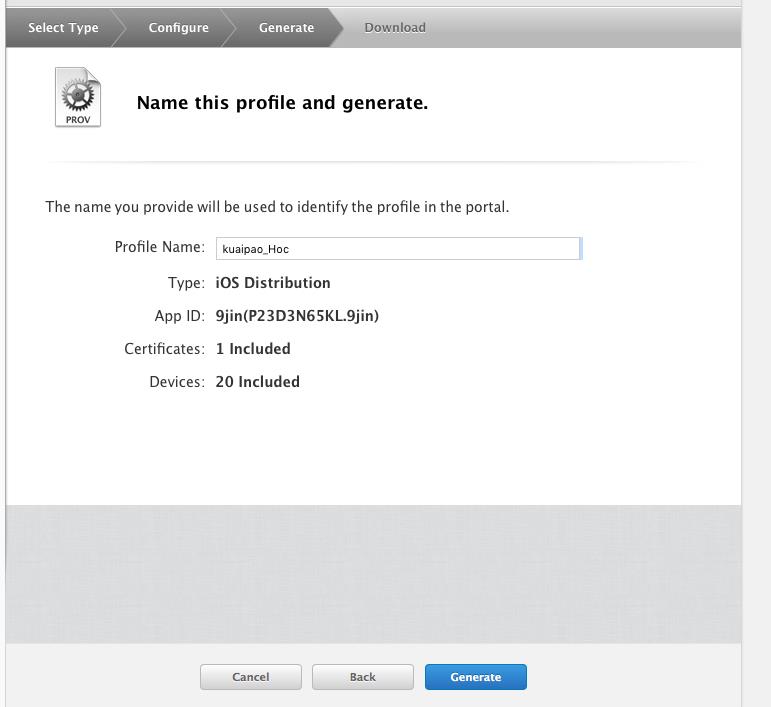 Select Type Configure Generate Download
PROV
Name this profile and generate.
The name you provide will be used to identify the profile in the portal.
Profile Name: kuaipao_Hoc
Type: iOS Distribution
App ID: 9jin(P23D3N65KL.9jin)
Certificates: 1 Included
Devices: 20 Included
Cancel Back Generate